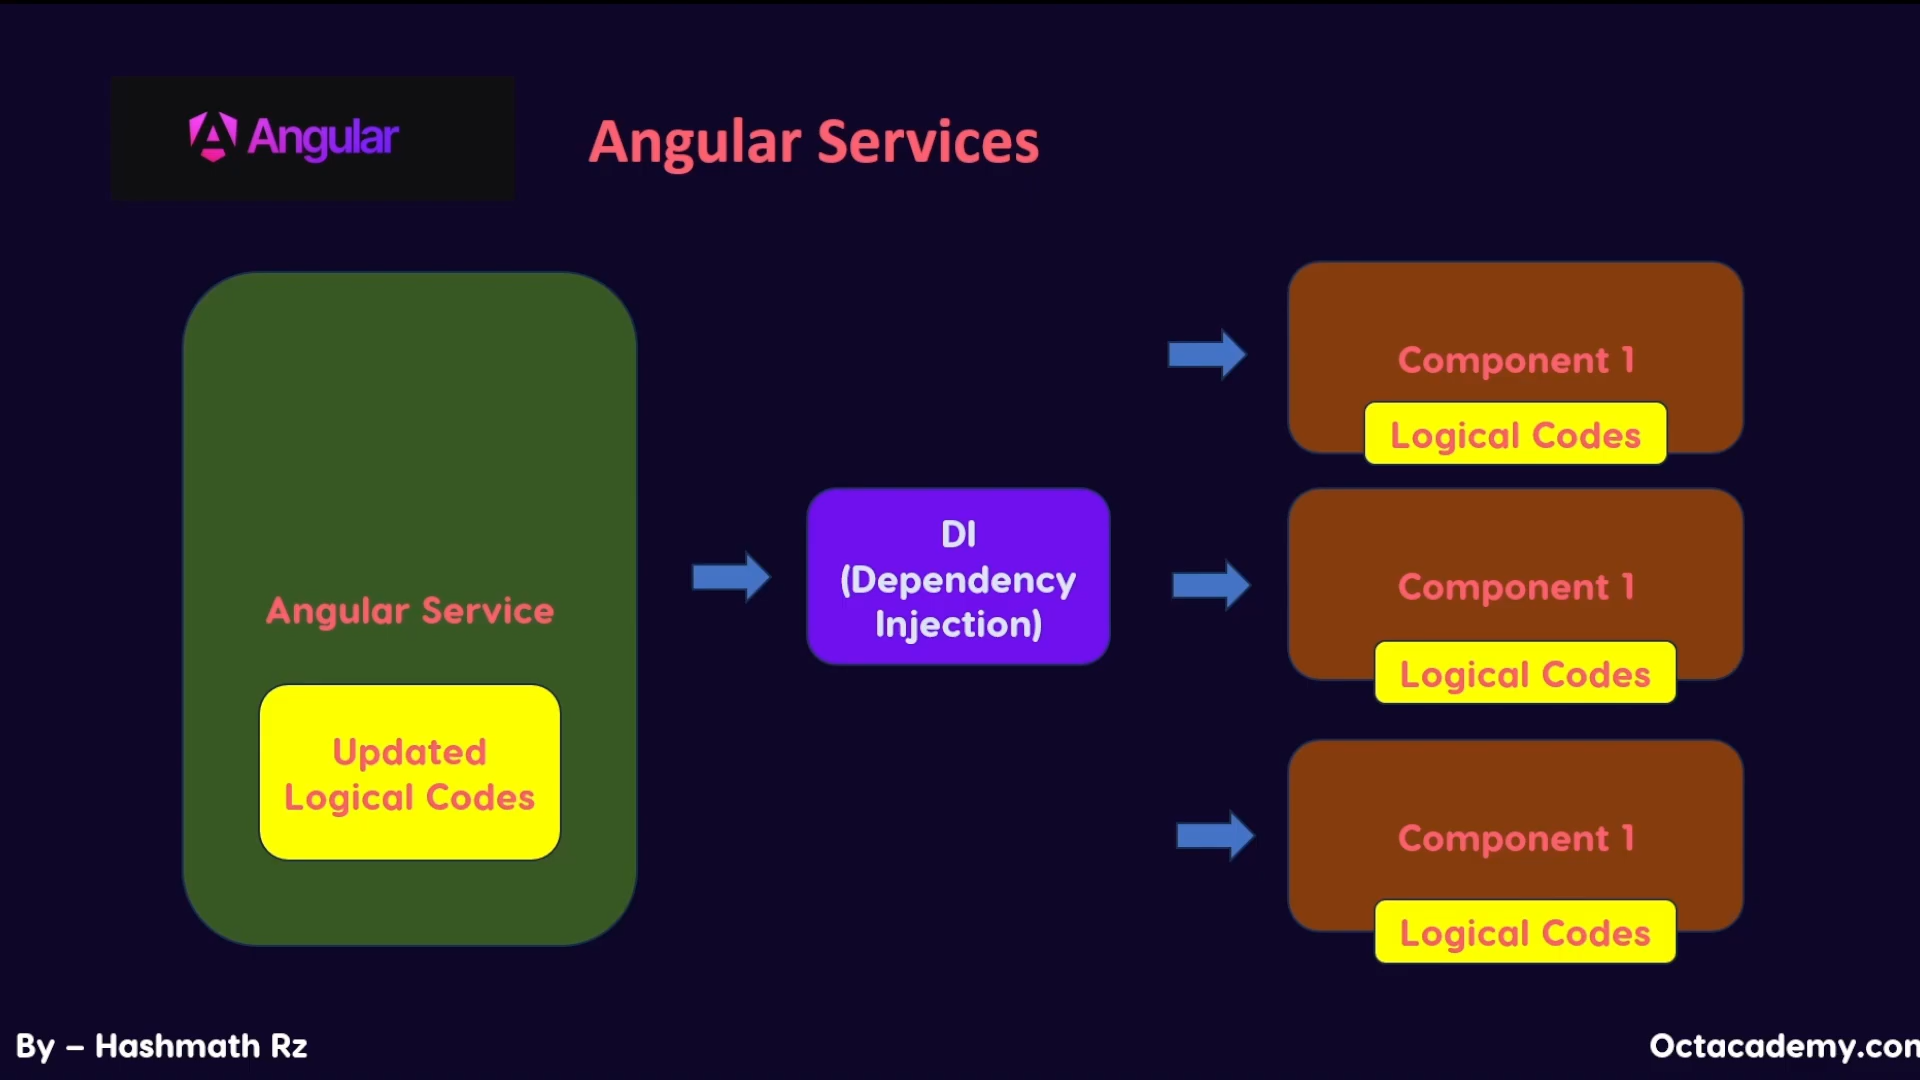 Angular
Angular Services
Angular Service
Updated
Logical Codes
DI
(Dependency
Injection)
Component 1
Logical Codes
Component 1
Logical Codes
Component 1
Logical Codes
By – Hashmath Rz
Octacademy.com